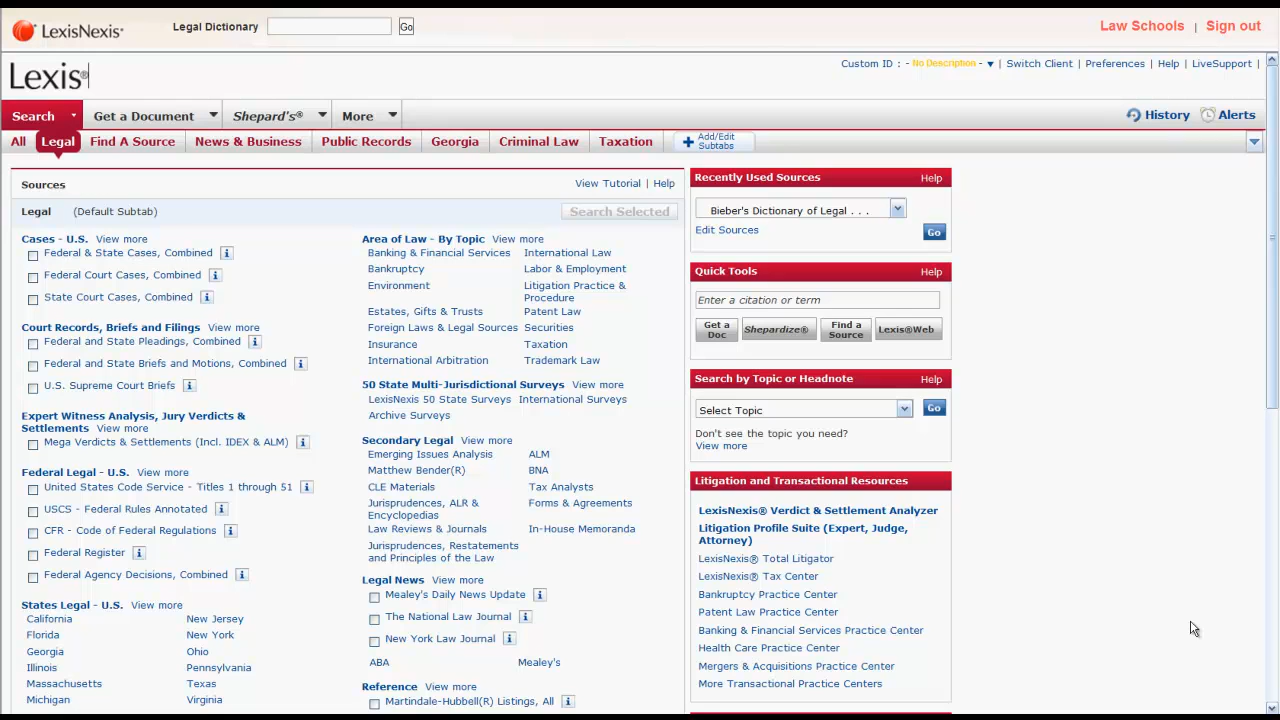 LexisNexis® Legal Dictionary Go Law Schools | Sign out
Lexis® Custom ID : - No Description - | Switch Client | Preferences | Help | LiveSupport |
Search Get a Document Shepard's® More History Alerts
All Legal Find A Source News & Business Public Records Georgia Criminal Law Taxation Add/Edit Subtabs
Sources View Tutorial | Help
Legal (Default Subtab) Search Selected
Cases - U.S. View more
Federal & State Cases, Combined
Federal Court Cases, Combined
State Court Cases, Combined
Court Records, Briefs and Filings View more
Federal and State Pleadings, Combined
Federal and State Briefs and Motions, Combined
U.S. Supreme Court Briefs
Expert Witness Analysis, Jury Verdicts &
Settlements View more
Mega Verdicts & Settlements (Incl. IDEX & ALM)
Federal Legal - U.S. View more
United States Code Service - Titles 1 through 51
USCS - Federal Rules Annotated
CFR - Code of Federal Regulations
Federal Register
Federal Agency Decisions, Combined
States Legal - U.S. View more
California New Jersey
Florida New York
Georgia Ohio
Illinois Pennsylvania
Massachusetts Texas
Michigan Virginia
Area of Law - By Topic View more
Banking & Financial Services International Law
Bankruptcy Labor & Employment
Environment Litigation Practice &
Procedure
Estates, Gifts & Trusts Patent Law
Foreign Laws & Legal Sources Securities
Insurance Taxation
International Arbitration Trademark Law
50 State Multi-Jurisdictional Surveys View more
LexisNexis 50 State Surveys International Surveys
Archive Surveys
Secondary Legal View more
Emerging Issues Analysis ALM
Matthew Bender(R) BNA
CLE Materials Tax Analysts
Jurisprudences, ALR & Forms & Agreements
Encyclopedias
Law Reviews & Journals In-House Memoranda
Jurisprudences, Restatements
and Principles of the Law
Legal News View more
Mealey's Daily News Update
The National Law Journal
New York Law Journal
ABA Mealey's
Reference View more
Martindale-Hubbell(R) Listings, All
Recently Used Sources Help
Bieber's Dictionary of Legal . . .
Edit Sources Go
Quick Tools Help
Enter a citation or term
Get a Doc Shepardize® Find a Source Lexis®Web
Search by Topic or Headnote Help
Select Topic Go
Don't see the topic you need?
View more
Litigation and Transactional Resources
LexisNexis® Verdict & Settlement Analyzer
Litigation Profile Suite (Expert, Judge,
Attorney)
LexisNexis® Total Litigator
LexisNexis® Tax Center
Bankruptcy Practice Center
Patent Law Practice Center
Banking & Financial Services Practice Center
Health Care Practice Center
Mergers & Acquisitions Practice Center
More Transactional Practice Centers